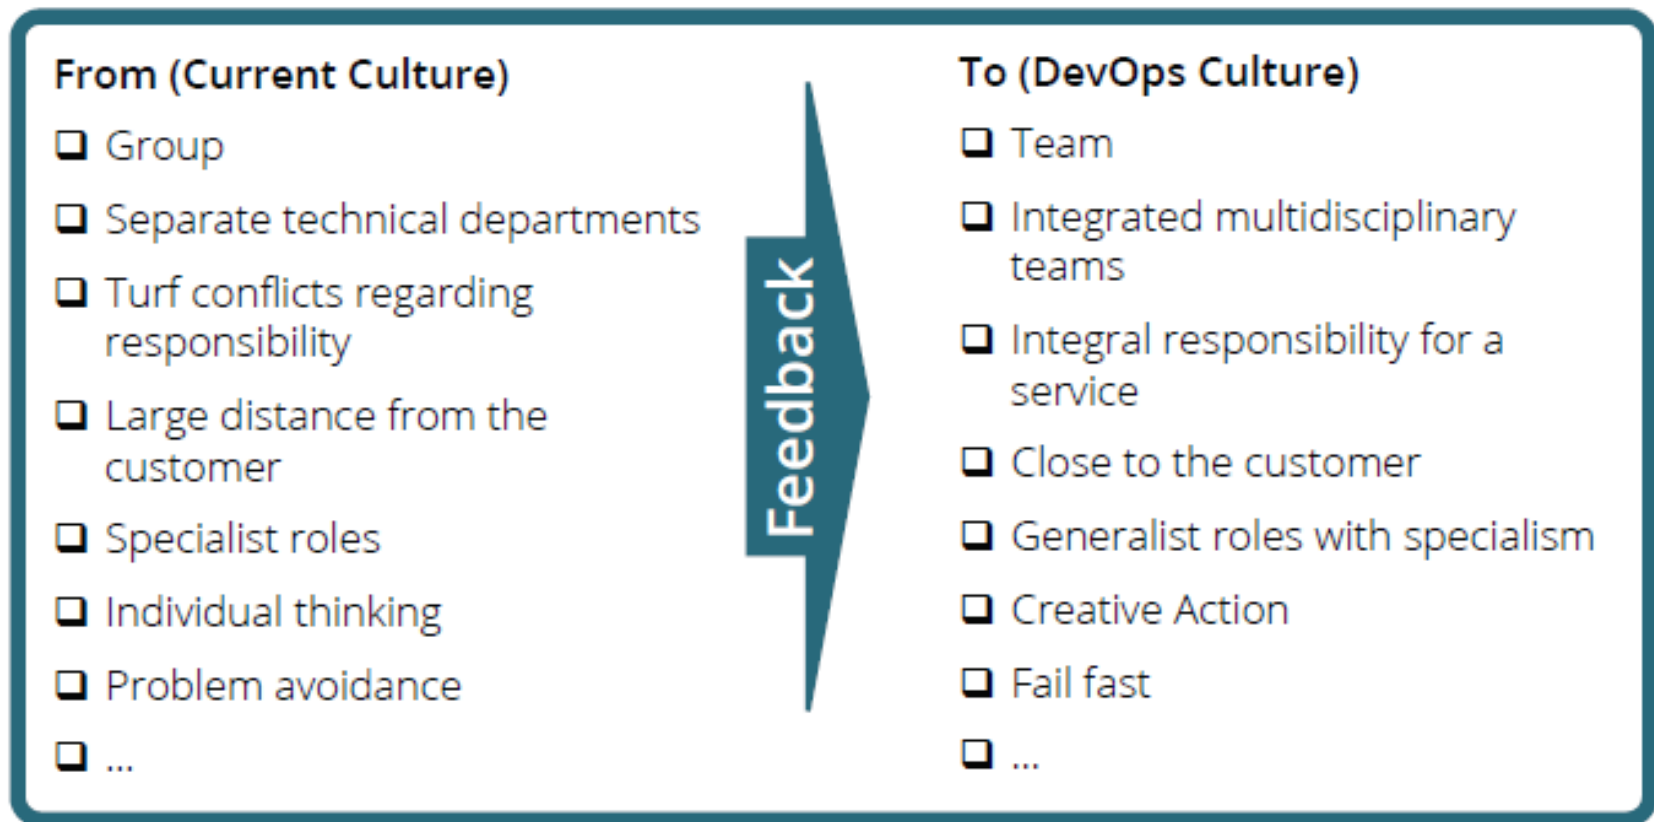 From (Current Culture)
❑ Group
❑ Separate technical departments
❑ Turf conflicts regarding
responsibility
❑ Large distance from the
customer
❑ Specialist roles
❑ Individual thinking
❑ Problem avoidance
❑ ...
Feedback
To (DevOps Culture)
❑ Team
❑ Integrated multidisciplinary
teams
❑ Integral responsibility for a
service
❑ Close to the customer
❑ Generalist roles with specialism
❑ Creative Action
❑ Fail fast
❑ ...